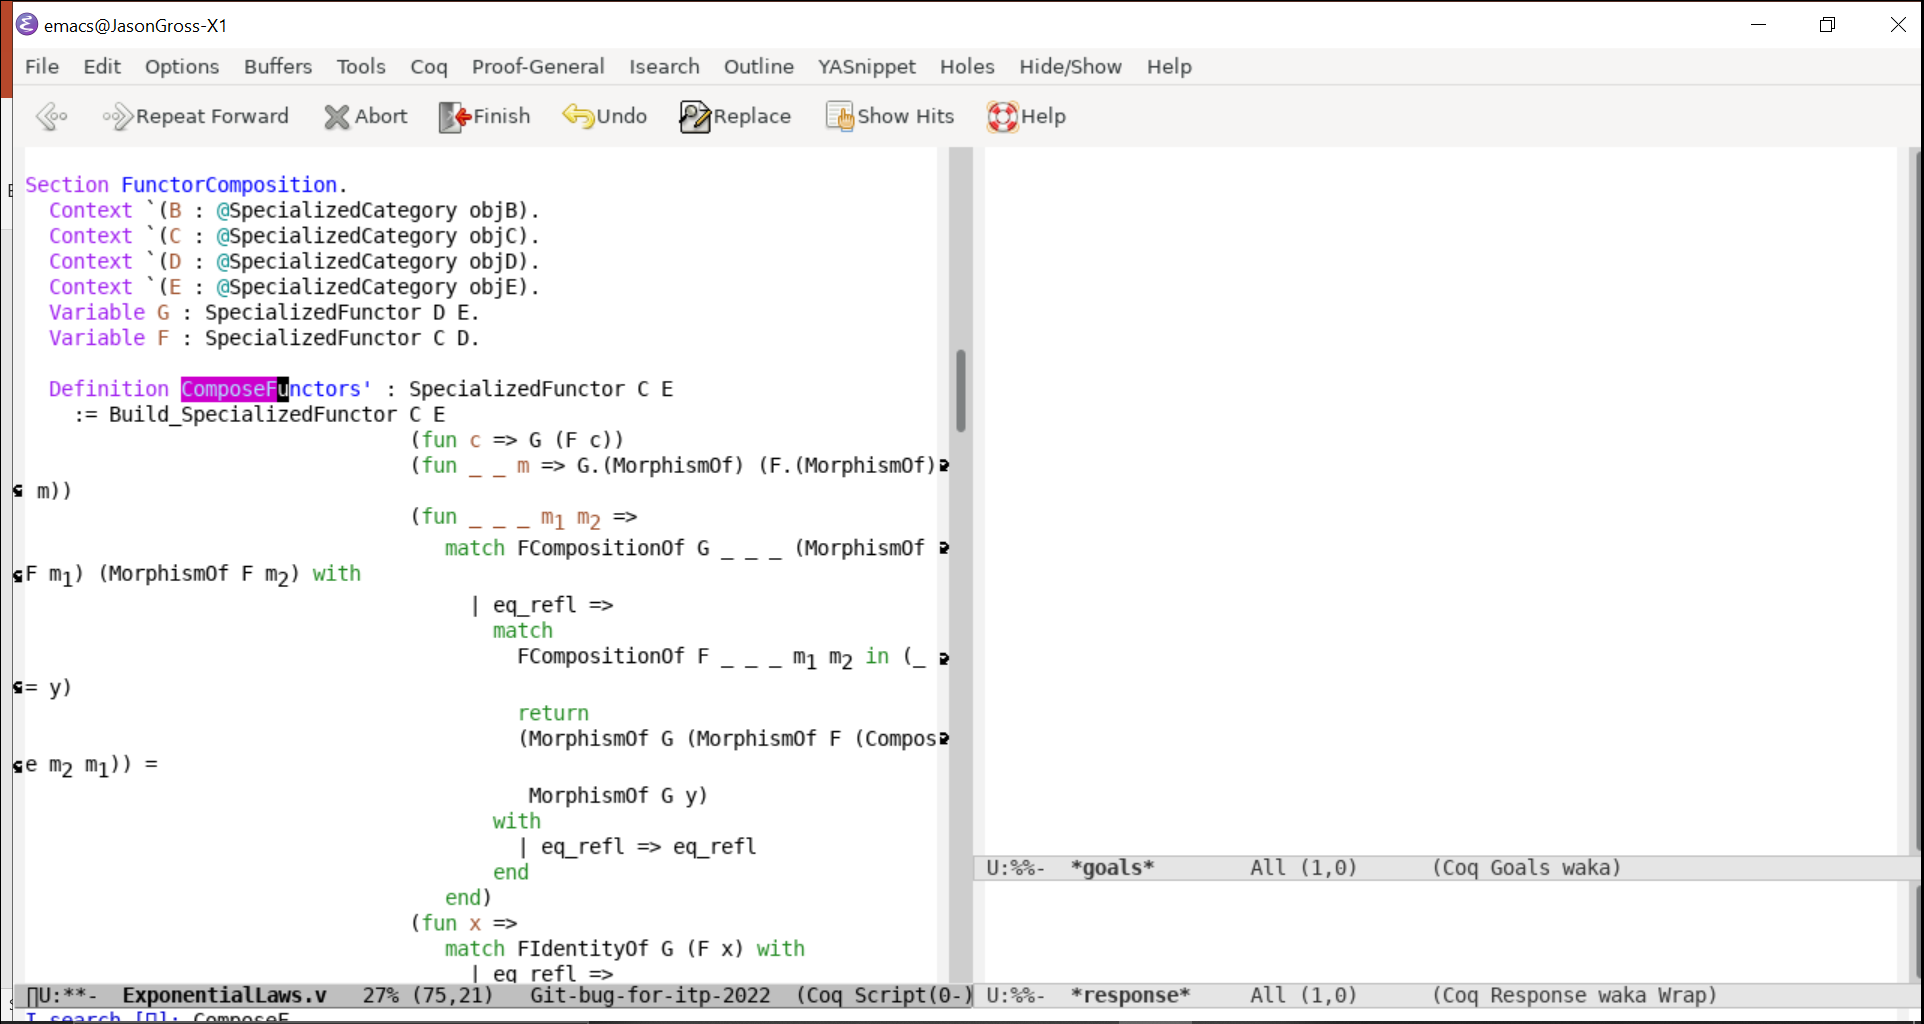 emacs@JasonGross-X1
File Edit Options Buffers Tools Coq Proof-General Isearch Outline YASnippet Holes Hide/Show Help
Repeat Forward Abort Finish Undo Replace Show Hits Help
Section FunctorComposition.
Context `(B : @SpecializedCategory objB).
Context `(C : @SpecializedCategory objC).
Context `(D : @SpecializedCategory objD).
Context `(E : @SpecializedCategory objE).
Variable G : SpecializedFunctor D E.
Variable F : SpecializedFunctor C D.
Definition ComposeFunctors' : SpecializedFunctor C E
:= Build_SpecializedFunctor C E
(fun c => G (F c))
(fun _ _ m => G.(MorphismOf) (F.(MorphismOf)
m))
(fun _ _ _ m₁ m₂ =>
match FCompositionOf G _ _ _ (MorphismOf
F m₁) (MorphismOf F m₂) with
| eq_refl =>
match
FCompositionOf F _ _ _ m₁ m₂ in (_
= y)
return
(MorphismOf G (MorphismOf F (Compos
e m₂ m₁)) =
MorphismOf G y)
with
| eq_refl => eq_refl
end
end)
(fun x =>
match FIdentityOf G (F x) with
| eq_refl =>
U:**- ExponentialLaws.v 27% (75,21) Git-bug-for-itp-2022 (Coq Script(0-)
I search [ ]: ComposeF
U:%%- *goals* All (1,0) (Coq Goals waka)
U:%%- *response* All (1,0) (Coq Response waka Wrap)